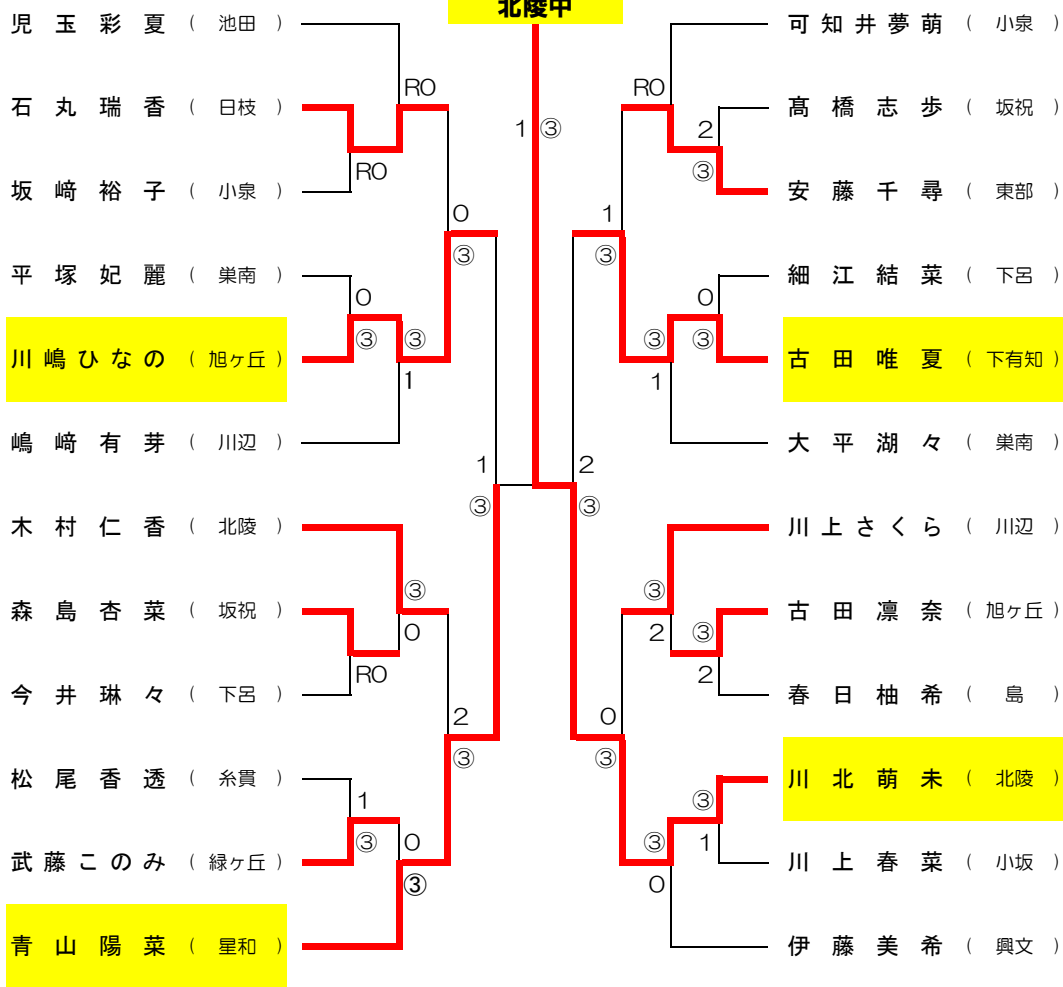 北陵中
児玉彩夏 （ 池田 ）
RO
石丸瑞香 （ 日枝 ）
RO
坂﨑裕子 （ 小泉 ）
0
③
平塚妃麗 （ 巣南 ）
0
③ ③
川嶋ひなの （ 旭ヶ丘 ）
1
嶋﨑有芽 （ 川辺 ）
1
③
木村仁香 （ 北陵 ）
③
森島杏菜 （ 坂祝 ）
0
RO
今井琳々 （ 下呂 ）
2
③
松尾香透 （ 糸貫 ）
1
③ 0
武藤このみ （ 緑ヶ丘 ）
③
青山陽菜 （ 星和 ）
1 ③
可知井夢萌 （ 小泉 ）
RO
髙橋志歩 （ 坂祝 ）
2
③
安藤千尋 （ 東部 ）
1
③
細江結菜 （ 下呂 ）
0
③ ③
古田唯夏 （ 下有知 ）
1
大平湖々 （ 巣南 ）
2
③
川上さくら （ 川辺 ）
③
古田凛奈 （ 旭ヶ丘 ）
2 ③
2
春日柚希 （ 島 ）
0
③
川北萌未 （ 北陵 ）
③
③ 1
川上春菜 （ 小坂 ）
0
伊藤美希 （ 興文 ）